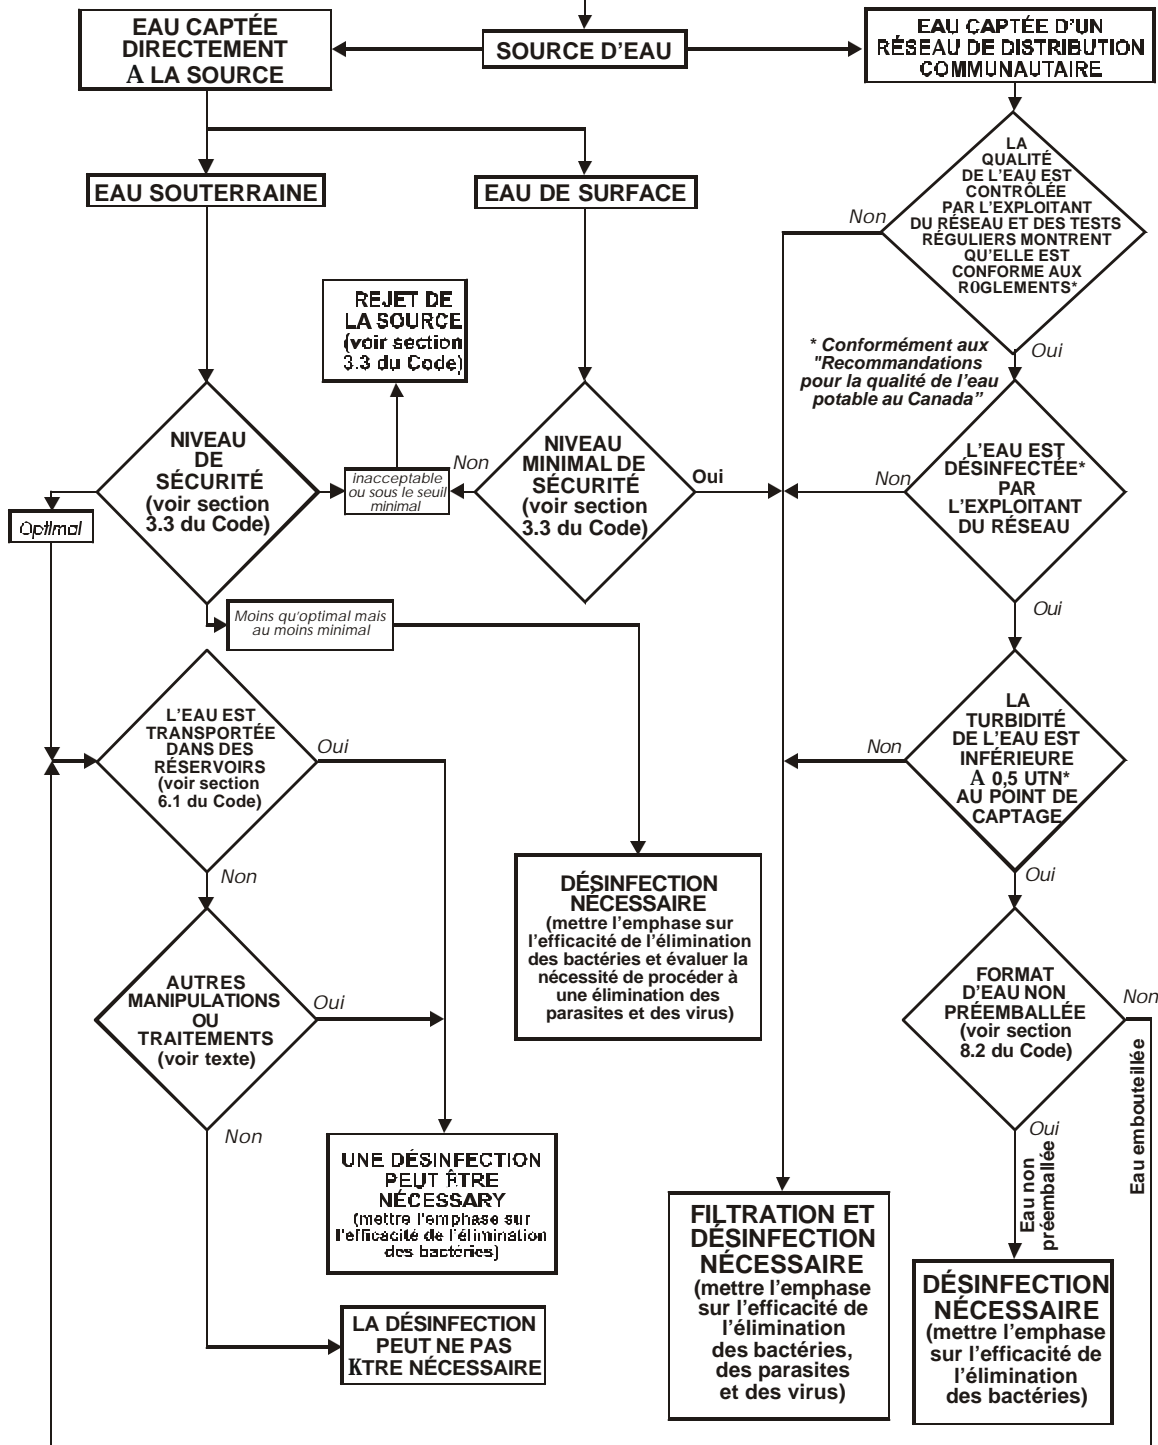 EAU CAPTÉE
DIRECTEMENT
A LA SOURCE
SOURCE D'EAU
EAU CAPTÉE D'UN
RÉSEAU DE DISTRIBUTION
COMMUNAUTAIRE
EAU SOUTERRAINE
EAU DE SURFACE
LA
QUALITÉ
DE L'EAU EST
CONTRÔLÉE
PAR L'EXPLOITANT
DU RÉSEAU ET DES TESTS
RÉGULIERS MONTRENT
QU'ELLE EST
CONFORME AUX
R0GLEMENTS*
Non
Oui
REJET DE
LA SOURCE
(voir section
3.3 du Code)
* Conformément aux
"Recommandations
pour la qualité de l'eau
potable au Canada”
NIVEAU
DE
SÉCURITÉ
(voir section
3.3 du Code)
inacceptable
ou sous le seuil
minimal
Non
NIVEAU
MINIMAL DE
SÉCURITÉ
(voir section
3.3 du Code)
Oui
Non
L'EAU EST
DÉSINFECTÉE*
PAR
L'EXPLOITANT
DU RÉSEAU
Oui
Optimal
Moins qu'optimal mais
au moins minimal
L'EAU EST
TRANSPORTÉE
DANS DES
RÉSERVOIRS
(voir section
6.1 du Code)
Oui
Non
Non
LA
TURBIDITÉ
DE L'EAU EST
INFÉRIEURE
A 0,5 UTN*
AU POINT DE
CAPTAGE
Oui
DÉSINFECTION
NÉCESSAIRE
(mettre l'emphase sur
l'efficacité de l'élimination
des bactéries et évaluer la
nécessité de procéder à
une élimination des
parasites et des virus)
AUTRES
MANIPULATIONS
OU
TRAITEMENTS
(voir texte)
Oui
Non
FORMAT
D'EAU NON
PRÉEMBALLÉE
(voir section
8.2 du Code)
Non
Oui
Eau non
préemballée
Eau embouteillée
UNE DÉSINFECTION
PEUT ÊTRE
NÉCESSARY
(mettre l'emphase sur
l'efficacité de l'élimination
des bactéries)
LA DÉSINFECTION
PEUT NE PAS
KTRE NÉCESSAIRE
FILTRATION ET
DÉSINFECTION
NÉCESSAIRE
(mettre l'emphase
sur l'efficacité de
l'élimination
des bactéries,
des parasites
et des virus)
DÉSINFECTION
NÉCESSAIRE
(mettre l'emphase
sur l'efficacité de
l'élimination
des bactéries)